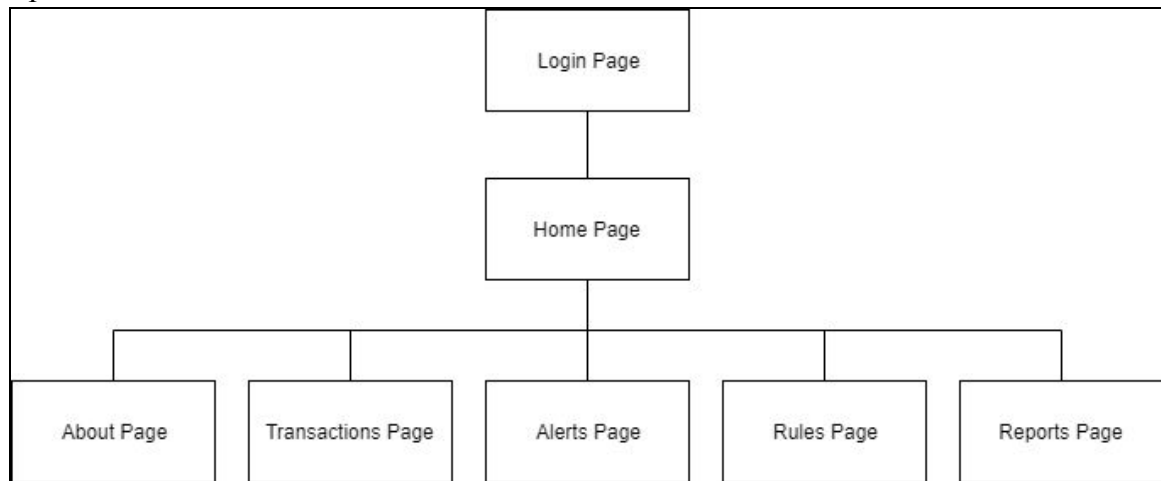 Login Page
Home Page
About Page
Transactions Page
Alerts Page
Rules Page
Reports Page